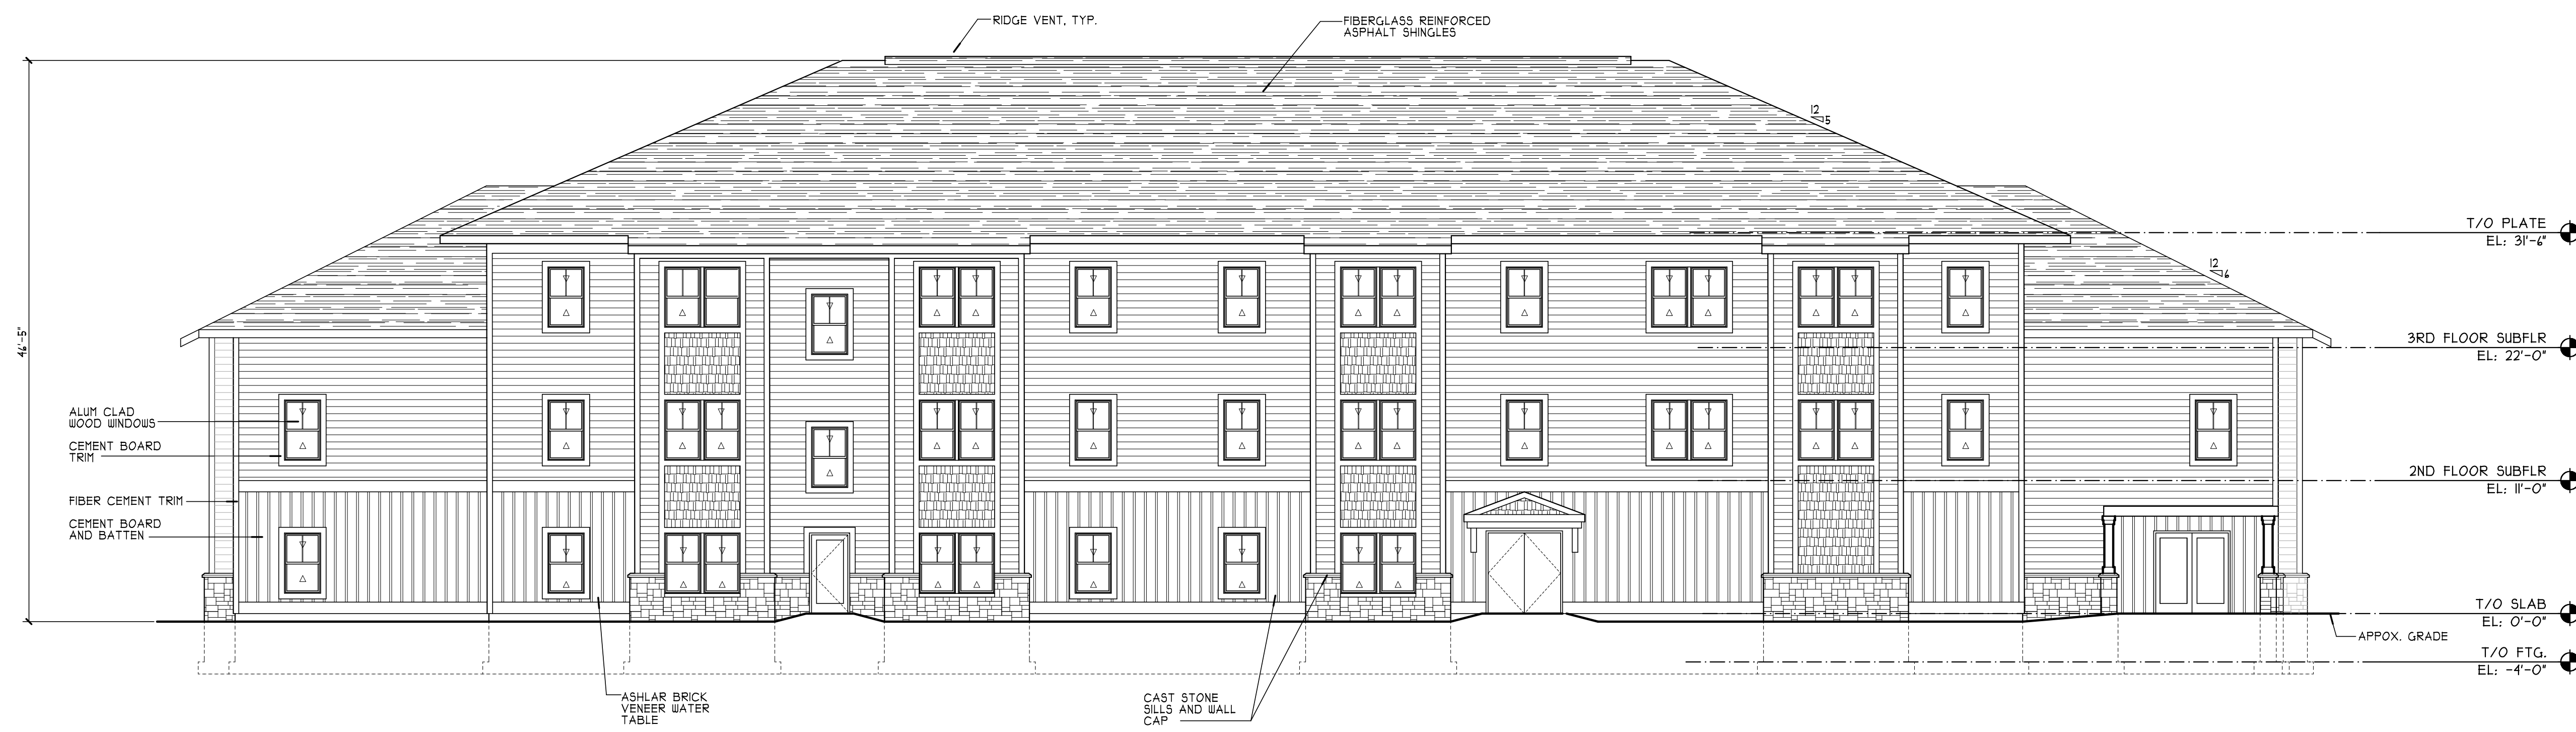 RIDGE VENT, TYP.
FIBERGLASS REINFORCED
ASPHALT SHINGLES
12
5
T/O PLATE
EL: 31'-6"
12
6
46'-5"
3RD FLOOR SUBFLR
EL: 22'-0"
ALUM CLAD
WOOD WINDOWS
CEMENT BOARD
TRIM
2ND FLOOR SUBFLR
EL: 11'-0"
FIBER CEMENT TRIM
CEMENT BOARD
AND BATTEN
T/O SLAB
EL: 0'-0"
APPOX. GRADE
T/O FTG.
EL: -4'-0"
ASHLAR BRICK
VENEER WATER
TABLE
CAST STONE
SILLS AND WALL
CAP